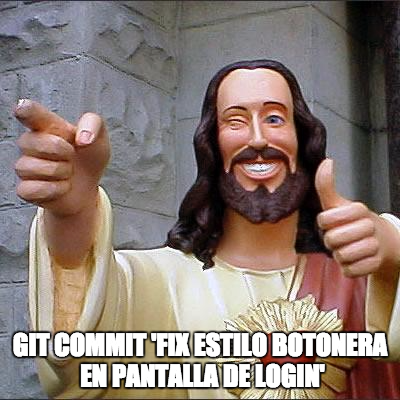 GIT COMMIT 'FIX ESTILO BOTONERA
EN PANTALLA DE LOGIN'